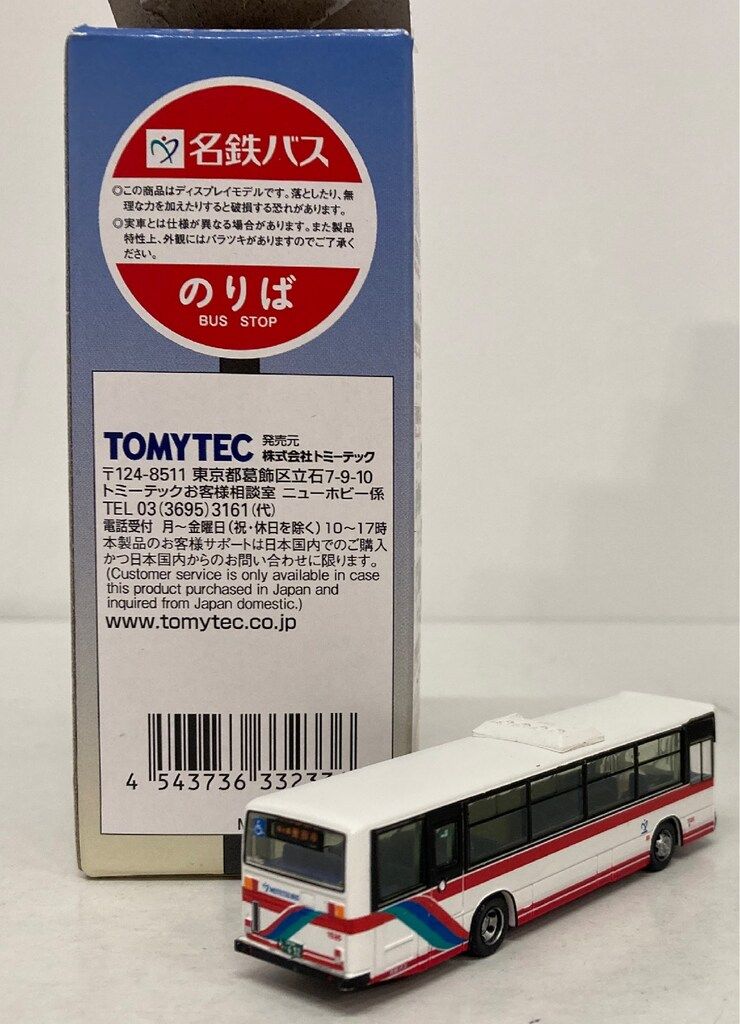 名鉄バス
◎この商品はディスプレイモデルです。落としたり、無
理な力を加えたりすると破損する恐れがあります。
◎実車とは仕様が異なる場合があります。また製品
特性上、外観にはバラツキがありますのでご了承く
ださい。
のりば
BUS STOP
TOMYTEC 発売元
株式会社トミーテック
〒124-8511 東京都葛飾区立石7-9-10
トミーテックお客様相談室 ニューホビー係
TEL 03(3695)3161(代)
電話受付 月~金曜日(祝・休日を除く)10~17時
本製品のお客様サポートは日本国内でのご購入
かつ日本国内からのお問い合わせに限ります。
(Customer service is only available in case
this product purchased in Japan and
inquired from Japan domestic.)
www.tomytec.co.jp
4 543736